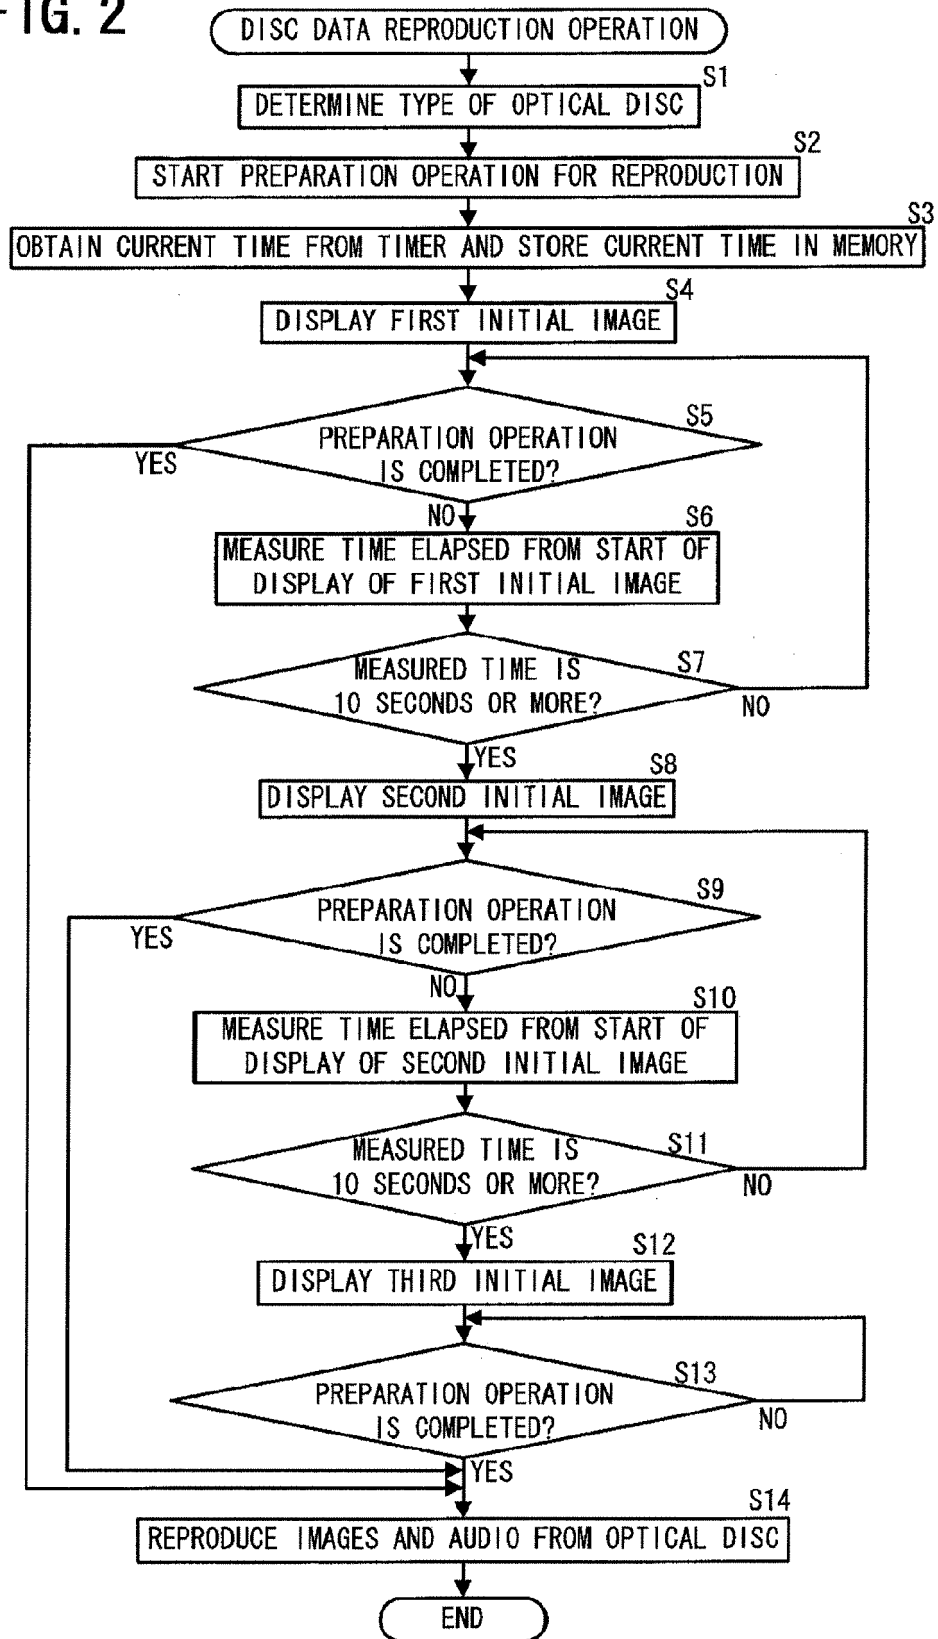 FIG. 2
DISC DATA REPRODUCTION OPERATION
S1
DETERMINE TYPE OF OPTICAL DISC
S2
START PREPARATION OPERATION FOR REPRODUCTION
S3
OBTAIN CURRENT TIME FROM TIMER AND STORE CURRENT TIME IN MEMORY
S4
DISPLAY FIRST INITIAL IMAGE
S5
PREPARATION OPERATION
IS COMPLETED?
YES
NO
S6
MEASURE TIME ELAPSED FROM START OF
DISPLAY OF FIRST INITIAL IMAGE
S7
MEASURED TIME IS
10 SECONDS OR MORE?
NO
YES
S8
DISPLAY SECOND INITIAL IMAGE
S9
PREPARATION OPERATION
IS COMPLETED?
YES
NO
S10
MEASURE TIME ELAPSED FROM START OF
DISPLAY OF SECOND INITIAL IMAGE
S11
MEASURED TIME IS
10 SECONDS OR MORE?
NO
YES
S12
DISPLAY THIRD INITIAL IMAGE
S13
PREPARATION OPERATION
IS COMPLETED?
NO
YES
S14
REPRODUCE IMAGES AND AUDIO FROM OPTICAL DISC
END